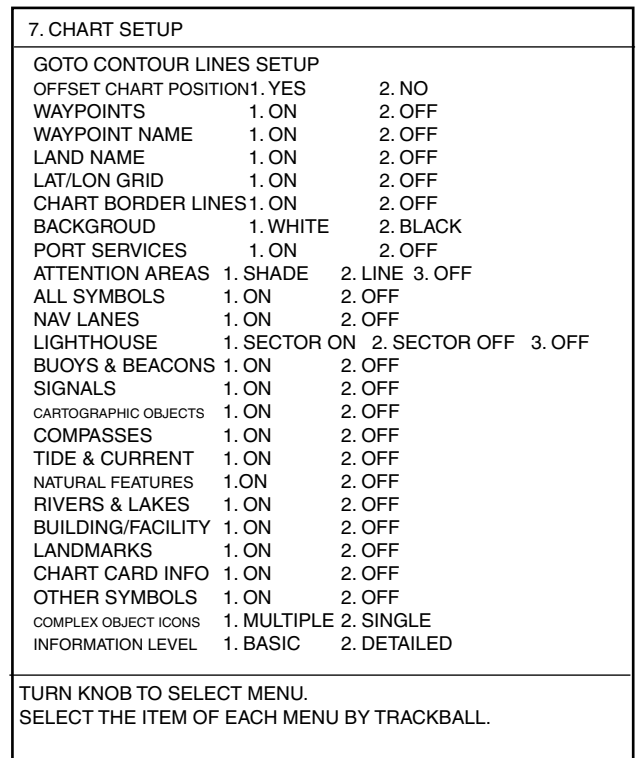 7. CHART SETUP
GOTO CONTOUR LINES SETUP
OFFSET CHART POSITION1. YES 2. NO
WAYPOINTS 1. ON 2. OFF
WAYPOINT NAME 1. ON 2. OFF
LAND NAME 1. ON 2. OFF
LAT/LON GRID 1. ON 2. OFF
CHART BORDER LINES1. ON 2. OFF
BACKGROUD 1. WHITE 2. BLACK
PORT SERVICES 1. ON 2. OFF
ATTENTION AREAS 1. SHADE 2. LINE 3. OFF
ALL SYMBOLS 1. ON 2. OFF
NAV LANES 1. ON 2. OFF
LIGHTHOUSE 1. SECTOR ON 2. SECTOR OFF 3. OFF
BUOYS & BEACONS 1. ON 2. OFF
SIGNALS 1. ON 2. OFF
CARTOGRAPHIC OBJECTS 1. ON 2. OFF
COMPASSES 1. ON 2. OFF
TIDE & CURRENT 1. ON 2. OFF
NATURAL FEATURES 1.ON 2. OFF
RIVERS & LAKES 1. ON 2. OFF
BUILDING/FACILITY 1. ON 2. OFF
LANDMARKS 1. ON 2. OFF
CHART CARD INFO 1. ON 2. OFF
OTHER SYMBOLS 1. ON 2. OFF
COMPLEX OBJECT ICONS 1. MULTIPLE 2. SINGLE
INFORMATION LEVEL 1. BASIC 2. DETAILED
TURN KNOB TO SELECT MENU.
SELECT THE ITEM OF EACH MENU BY TRACKBALL.